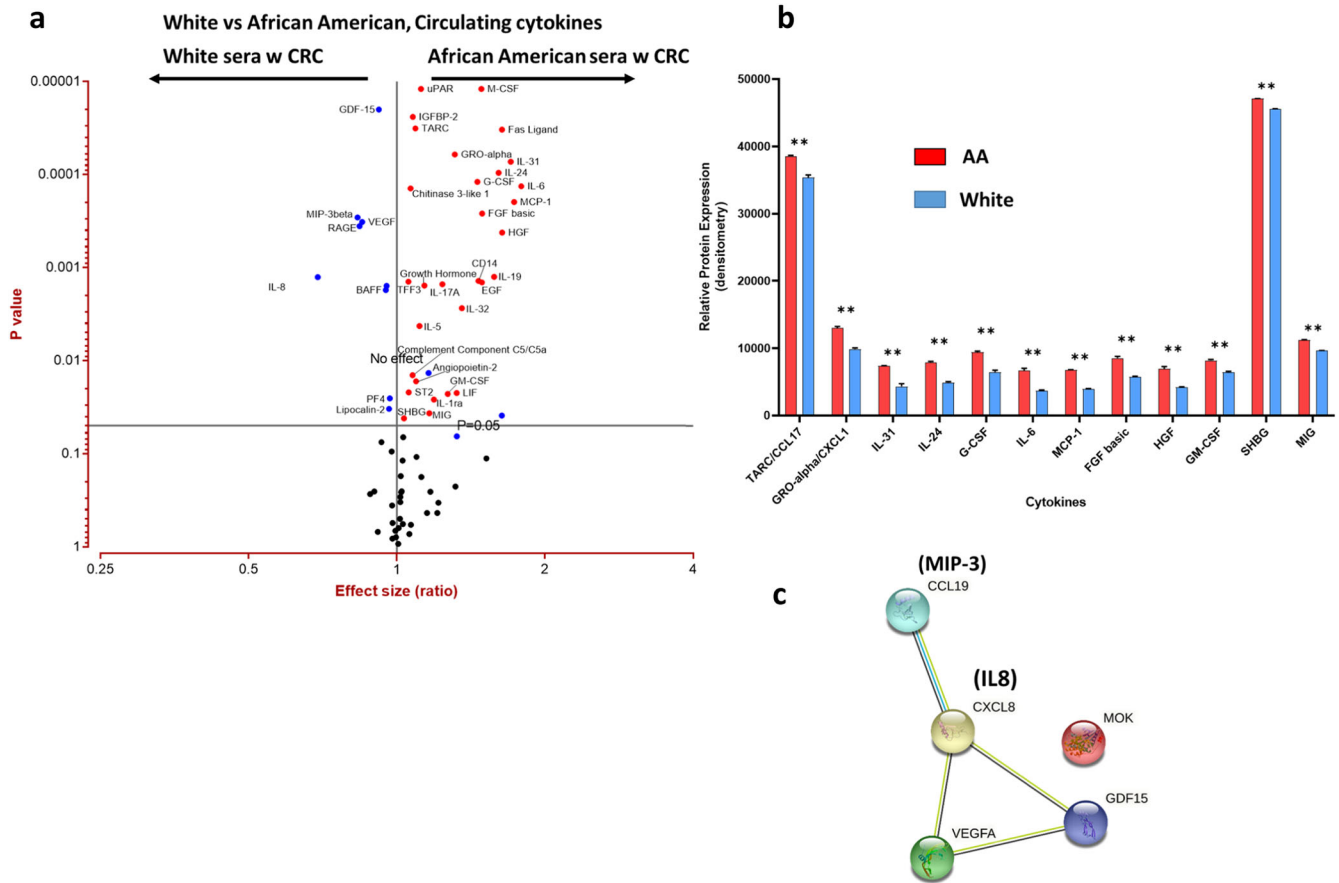 a
White vs African American, Circulating cytokines
White sera w CRC
African American sera w CRC
0.00001
0.0001
0.001
0.01
0.1
1
P value
uPAR
M-CSF
GDF-15
IGFBP-2
TARC
Fas Ligand
GRO-alpha
IL-31
IL-24
G-CSF
IL-6
Chitinase 3-like 1
MCP-1
MIP-3beta
VEGF
FGF basic
RAGE
HGF
CD14
Growth Hormone
IL-19
IL-8
BAFF
TFF3
IL-17A
EGF
IL-32
IL-5
Complement Component C5/C5a
No effect
Angiopoietin-2
GM-CSF
PF4
ST2
LIF
IL-1ra
Lipocalin-2
SHBG
MIG
P=0.05
0.25
0.5
1
2
4
Effect size (ratio)
b
50000
40000
30000
20000
10000
0
Relative Protein Expression
(densitometry)
**
**
**
**
**
**
**
**
**
**
**
**
AA
White
TARC/CCL17
GRO-alpha/CXCL1
IL-31
IL-24
G-CSF
IL-6
MCP-1
FGF basic
HGF
GM-CSF
SHBG
MIG
Cytokines
c
(MIP-3)
CCL19
(IL8)
CXCL8
MOK
GDF15
VEGFA